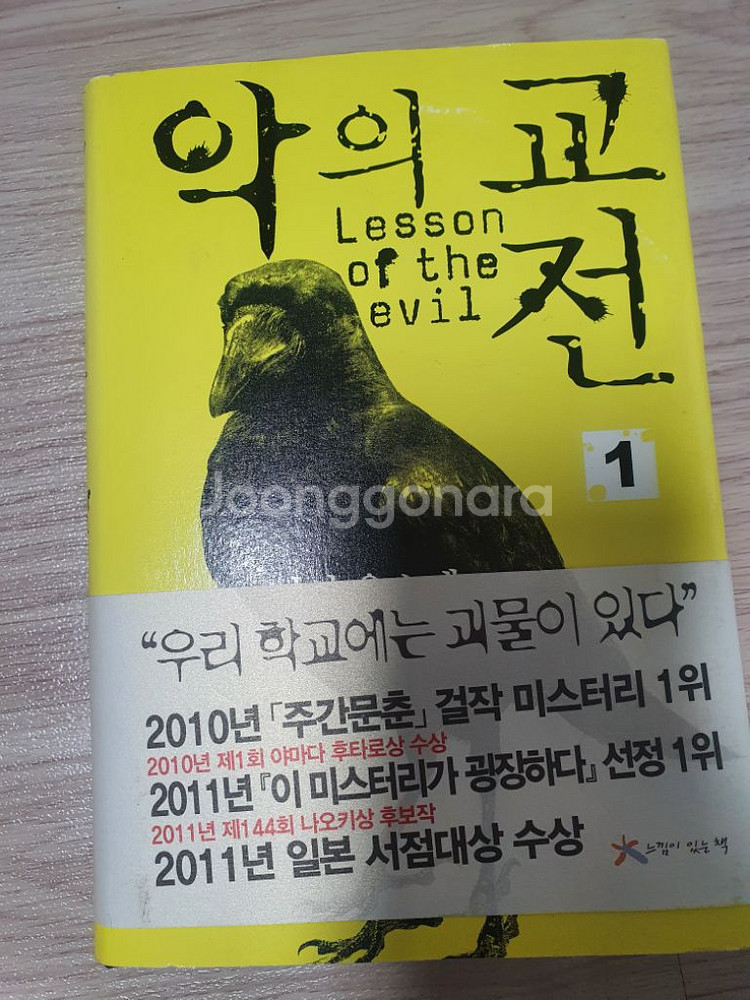 악의 교전
Lesson
of the
evil
1
Joonggonara
“우리 학교에는 괴물이 있다”
2010년 「주간문춘」 걸작 미스터리 1위
2010년 제1회 야마다 후타로상 수상
2011년 『이 미스터리가 굉장하다』 선정 1위
2011년 제144회 나오키상 후보작
2011년 일본 서점대상 수상
느낌이 있는 책